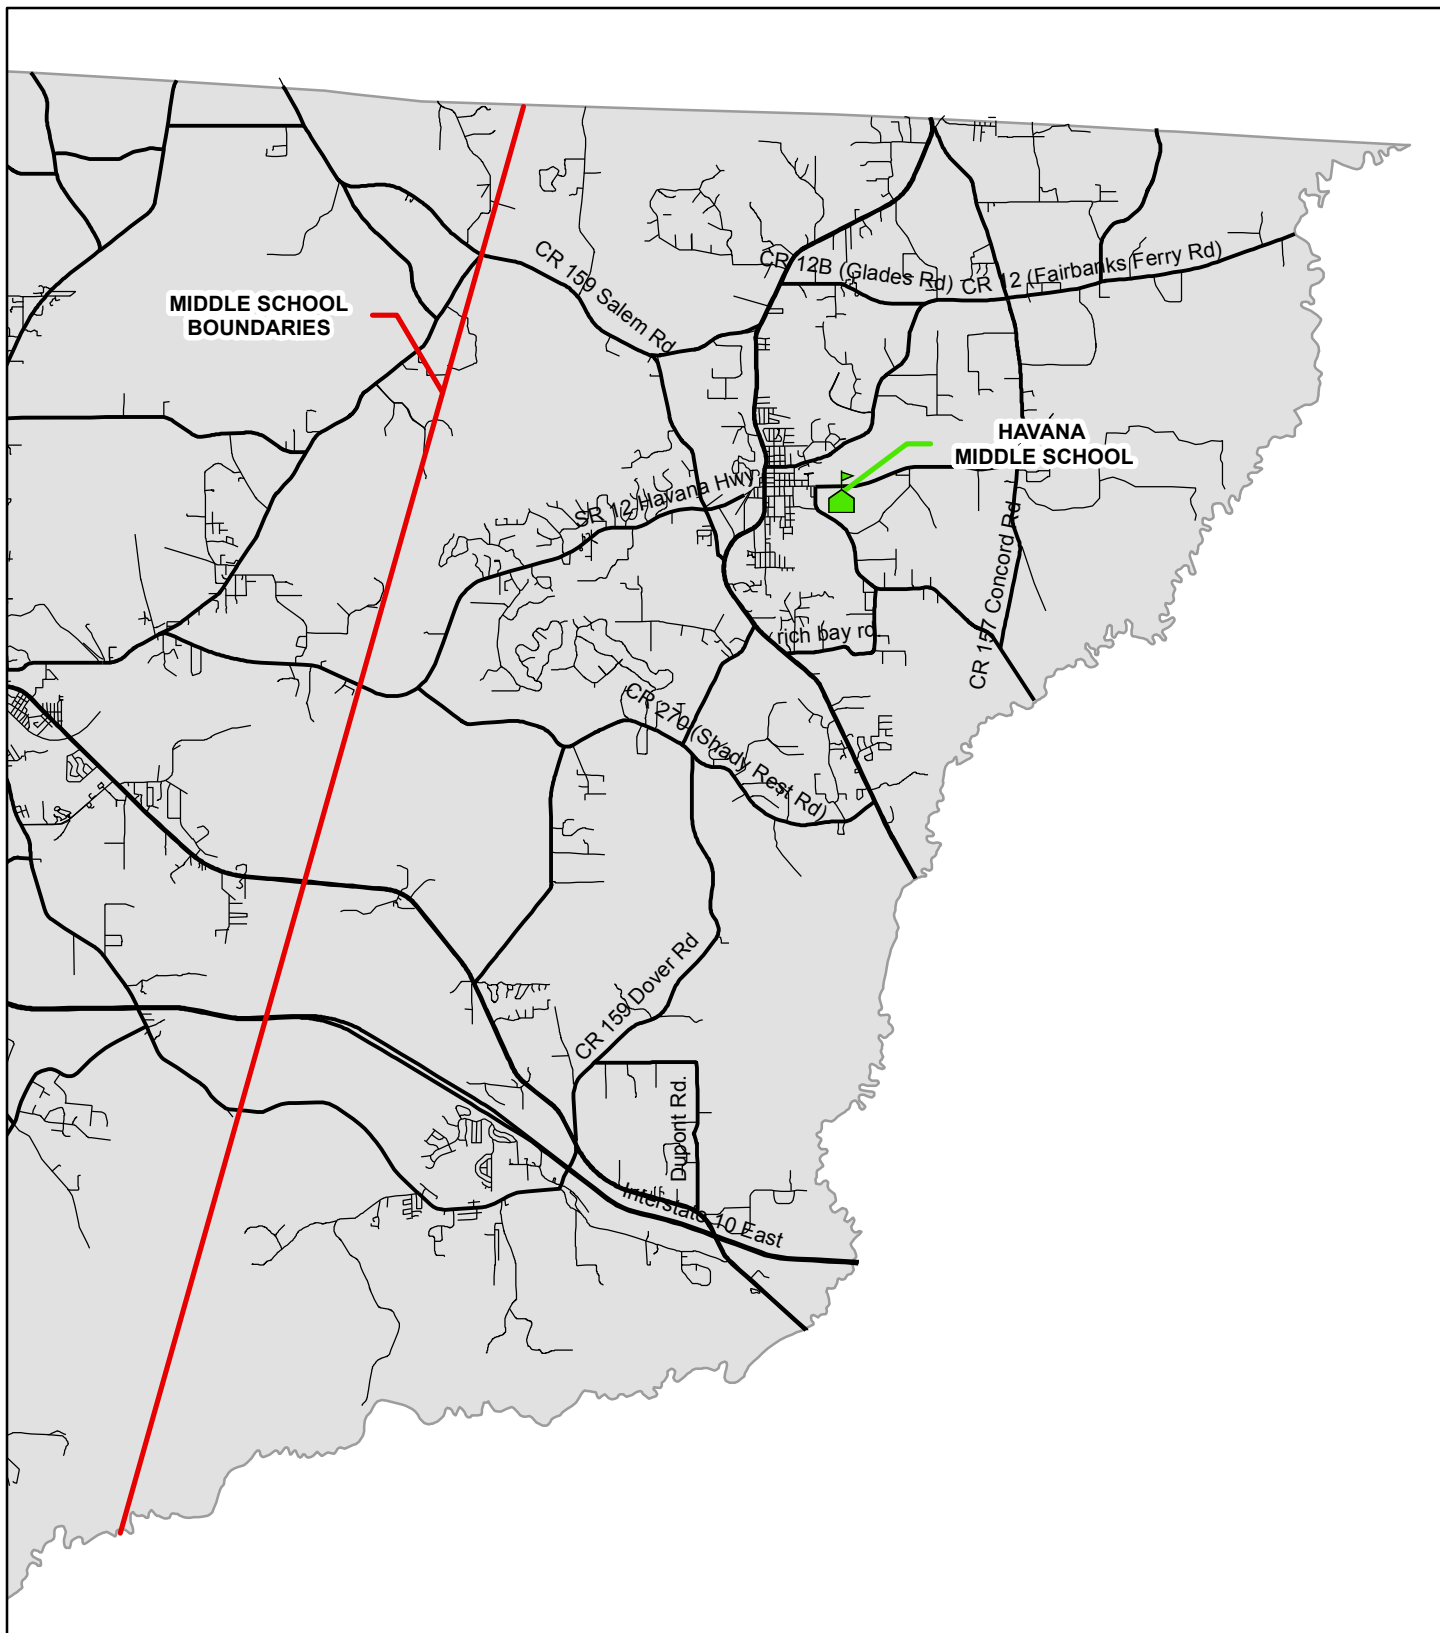 CR 159 Salem Rd
CR 12B (Glades Rd)
CR 12 (Fairbanks Ferry Rd)
MIDDLE SCHOOL
BOUNDARIES
HAVANA
MIDDLE SCHOOL
SR 12 Havana Hwy
CR 157 Concord Rd
rich bay rd.
CR 270 (Shady Rest Rd)
CR 159 Dover Rd
Dupont Rd.
Interstate 10 East